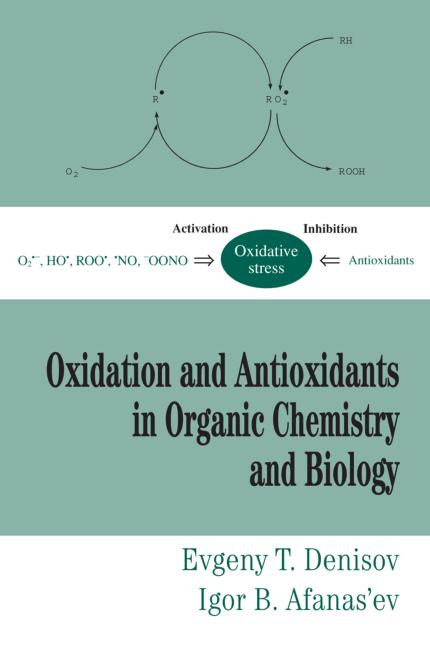 RH
R•
RO₂•
O₂
ROOH
Activation Inhibition
O₂•⁻, HO•, ROO•, •NO, ⁻OONO ⇒ Oxidative stress ⇐ Antioxidants
Oxidation and Antioxidants
in Organic Chemistry
and Biology
Evgeny T. Denisov
Igor B. Afanas'ev